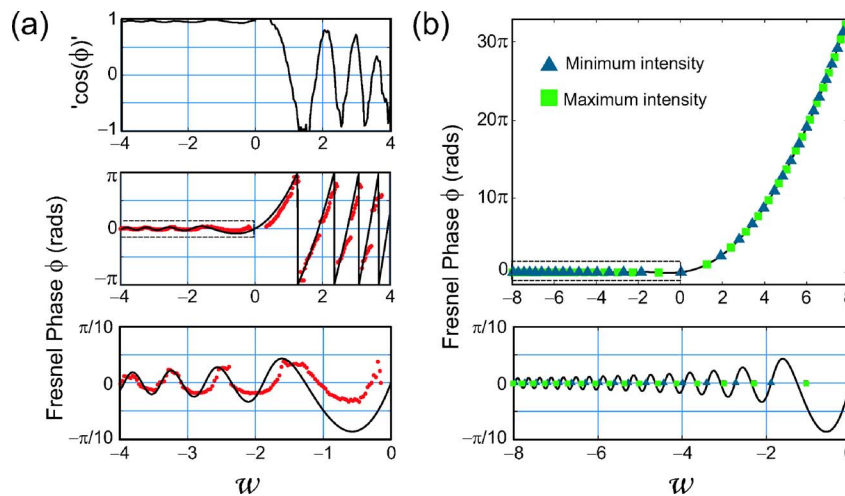 (a)
'cos(ϕ)'
1
0
−1
−4
−2
0
2
4
Fresnel Phase ϕ (rads)
π
0
−π
−4
−2
0
2
4
π/10
0
−π/10
−4
−3
−2
−1
0
w
(b)
Fresnel Phase ϕ (rads)
30π
20π
10π
0
Minimum intensity
Maximum intensity
−8
−6
−4
−2
0
2
4
6
8
π/10
0
−π/10
−8
−6
−4
−2
0
w